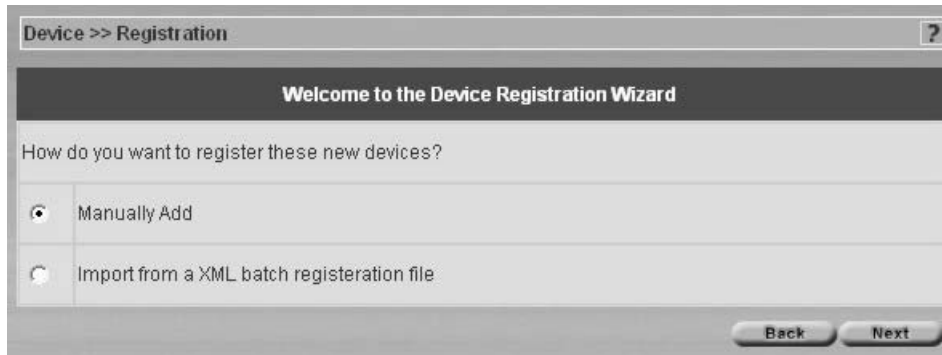 Device >> Registration
?
Welcome to the Device Registration Wizard
How do you want to register these new devices?
Manually Add
Import from a XML batch registeration file
Back
Next